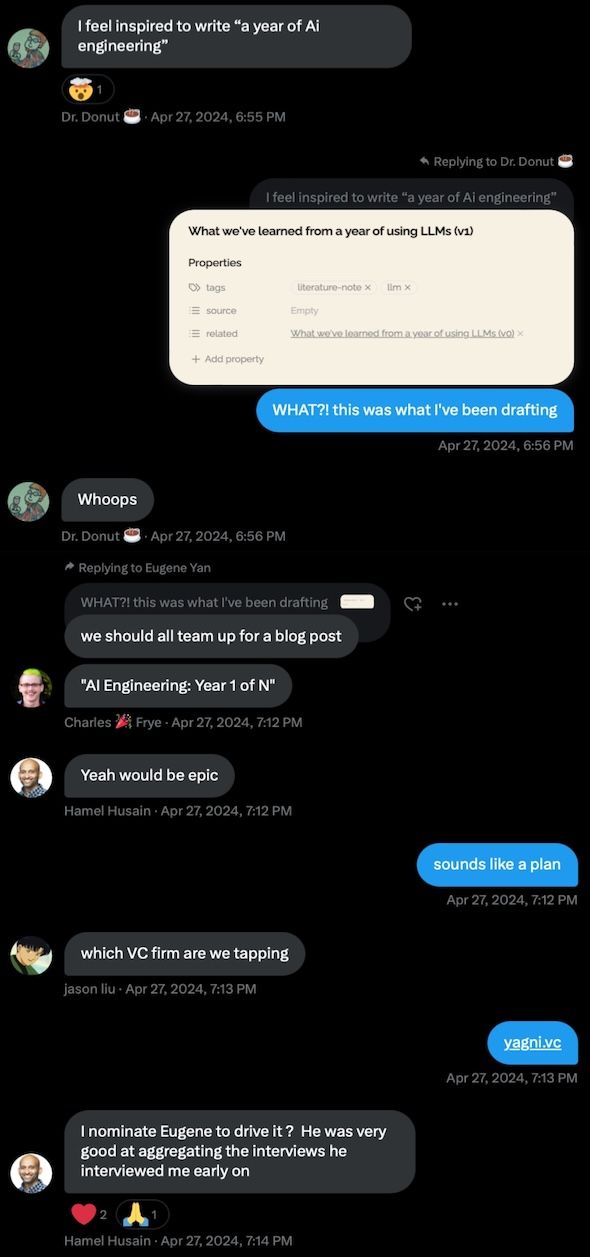 I feel inspired to write “a year of Ai
engineering”
🤯 1
Dr. Donut ☕ · Apr 27, 2024, 6:55 PM
Replying to Dr. Donut ☕
I feel inspired to write “a year of Ai engineering”
What we've learned from a year of using LLMs (v1)
Properties
tags literature-note × llm ×
source Empty
related What we've learned from a year of using LLMs (v0) ×
+ Add property
WHAT?! this was what I've been drafting
Apr 27, 2024, 6:56 PM
Whoops
Dr. Donut ☕ · Apr 27, 2024, 6:56 PM
Replying to Eugene Yan
WHAT?! this was what I've been drafting
we should all team up for a blog post
"AI Engineering: Year 1 of N"
Charles 🎉 Frye · Apr 27, 2024, 7:12 PM
Yeah would be epic
Hamel Husain · Apr 27, 2024, 7:12 PM
sounds like a plan
Apr 27, 2024, 7:12 PM
which VC firm are we tapping
jason liu · Apr 27, 2024, 7:13 PM
yagni.vc
Apr 27, 2024, 7:13 PM
I nominate Eugene to drive it ?  He was very
good at aggregating the interviews he
interviewed me early on
❤️ 2 🙏 1
Hamel Husain · Apr 27, 2024, 7:14 PM